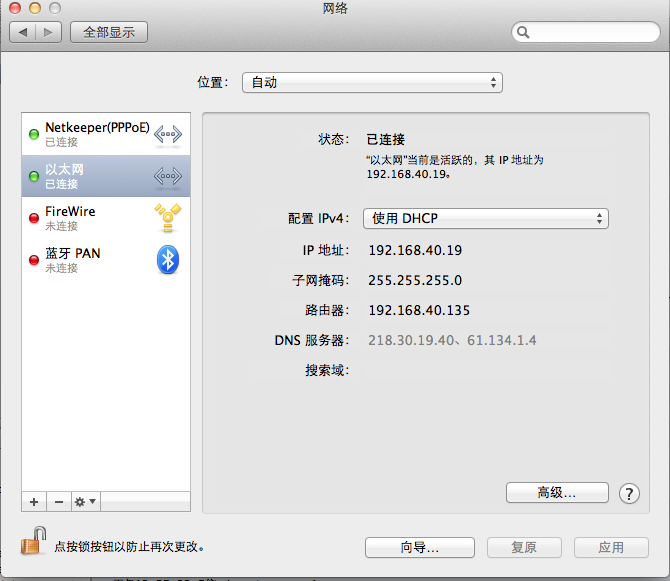 网络
全部显示
位置： 自动
Netkeeper(PPPoE)
已连接
以太网
已连接
FireWire
未连接
蓝牙 PAN
未连接
状态： 已连接
“以太网”当前是活跃的，其 IP 地址为
192.168.40.19。
配置 IPv4： 使用 DHCP
IP 地址： 192.168.40.19
子网掩码： 255.255.255.0
路由器： 192.168.40.135
DNS 服务器： 218.30.19.40、61.134.1.4
搜索域：
高级...
?
点按锁按钮以防止再次更改。
向导...
复原
应用